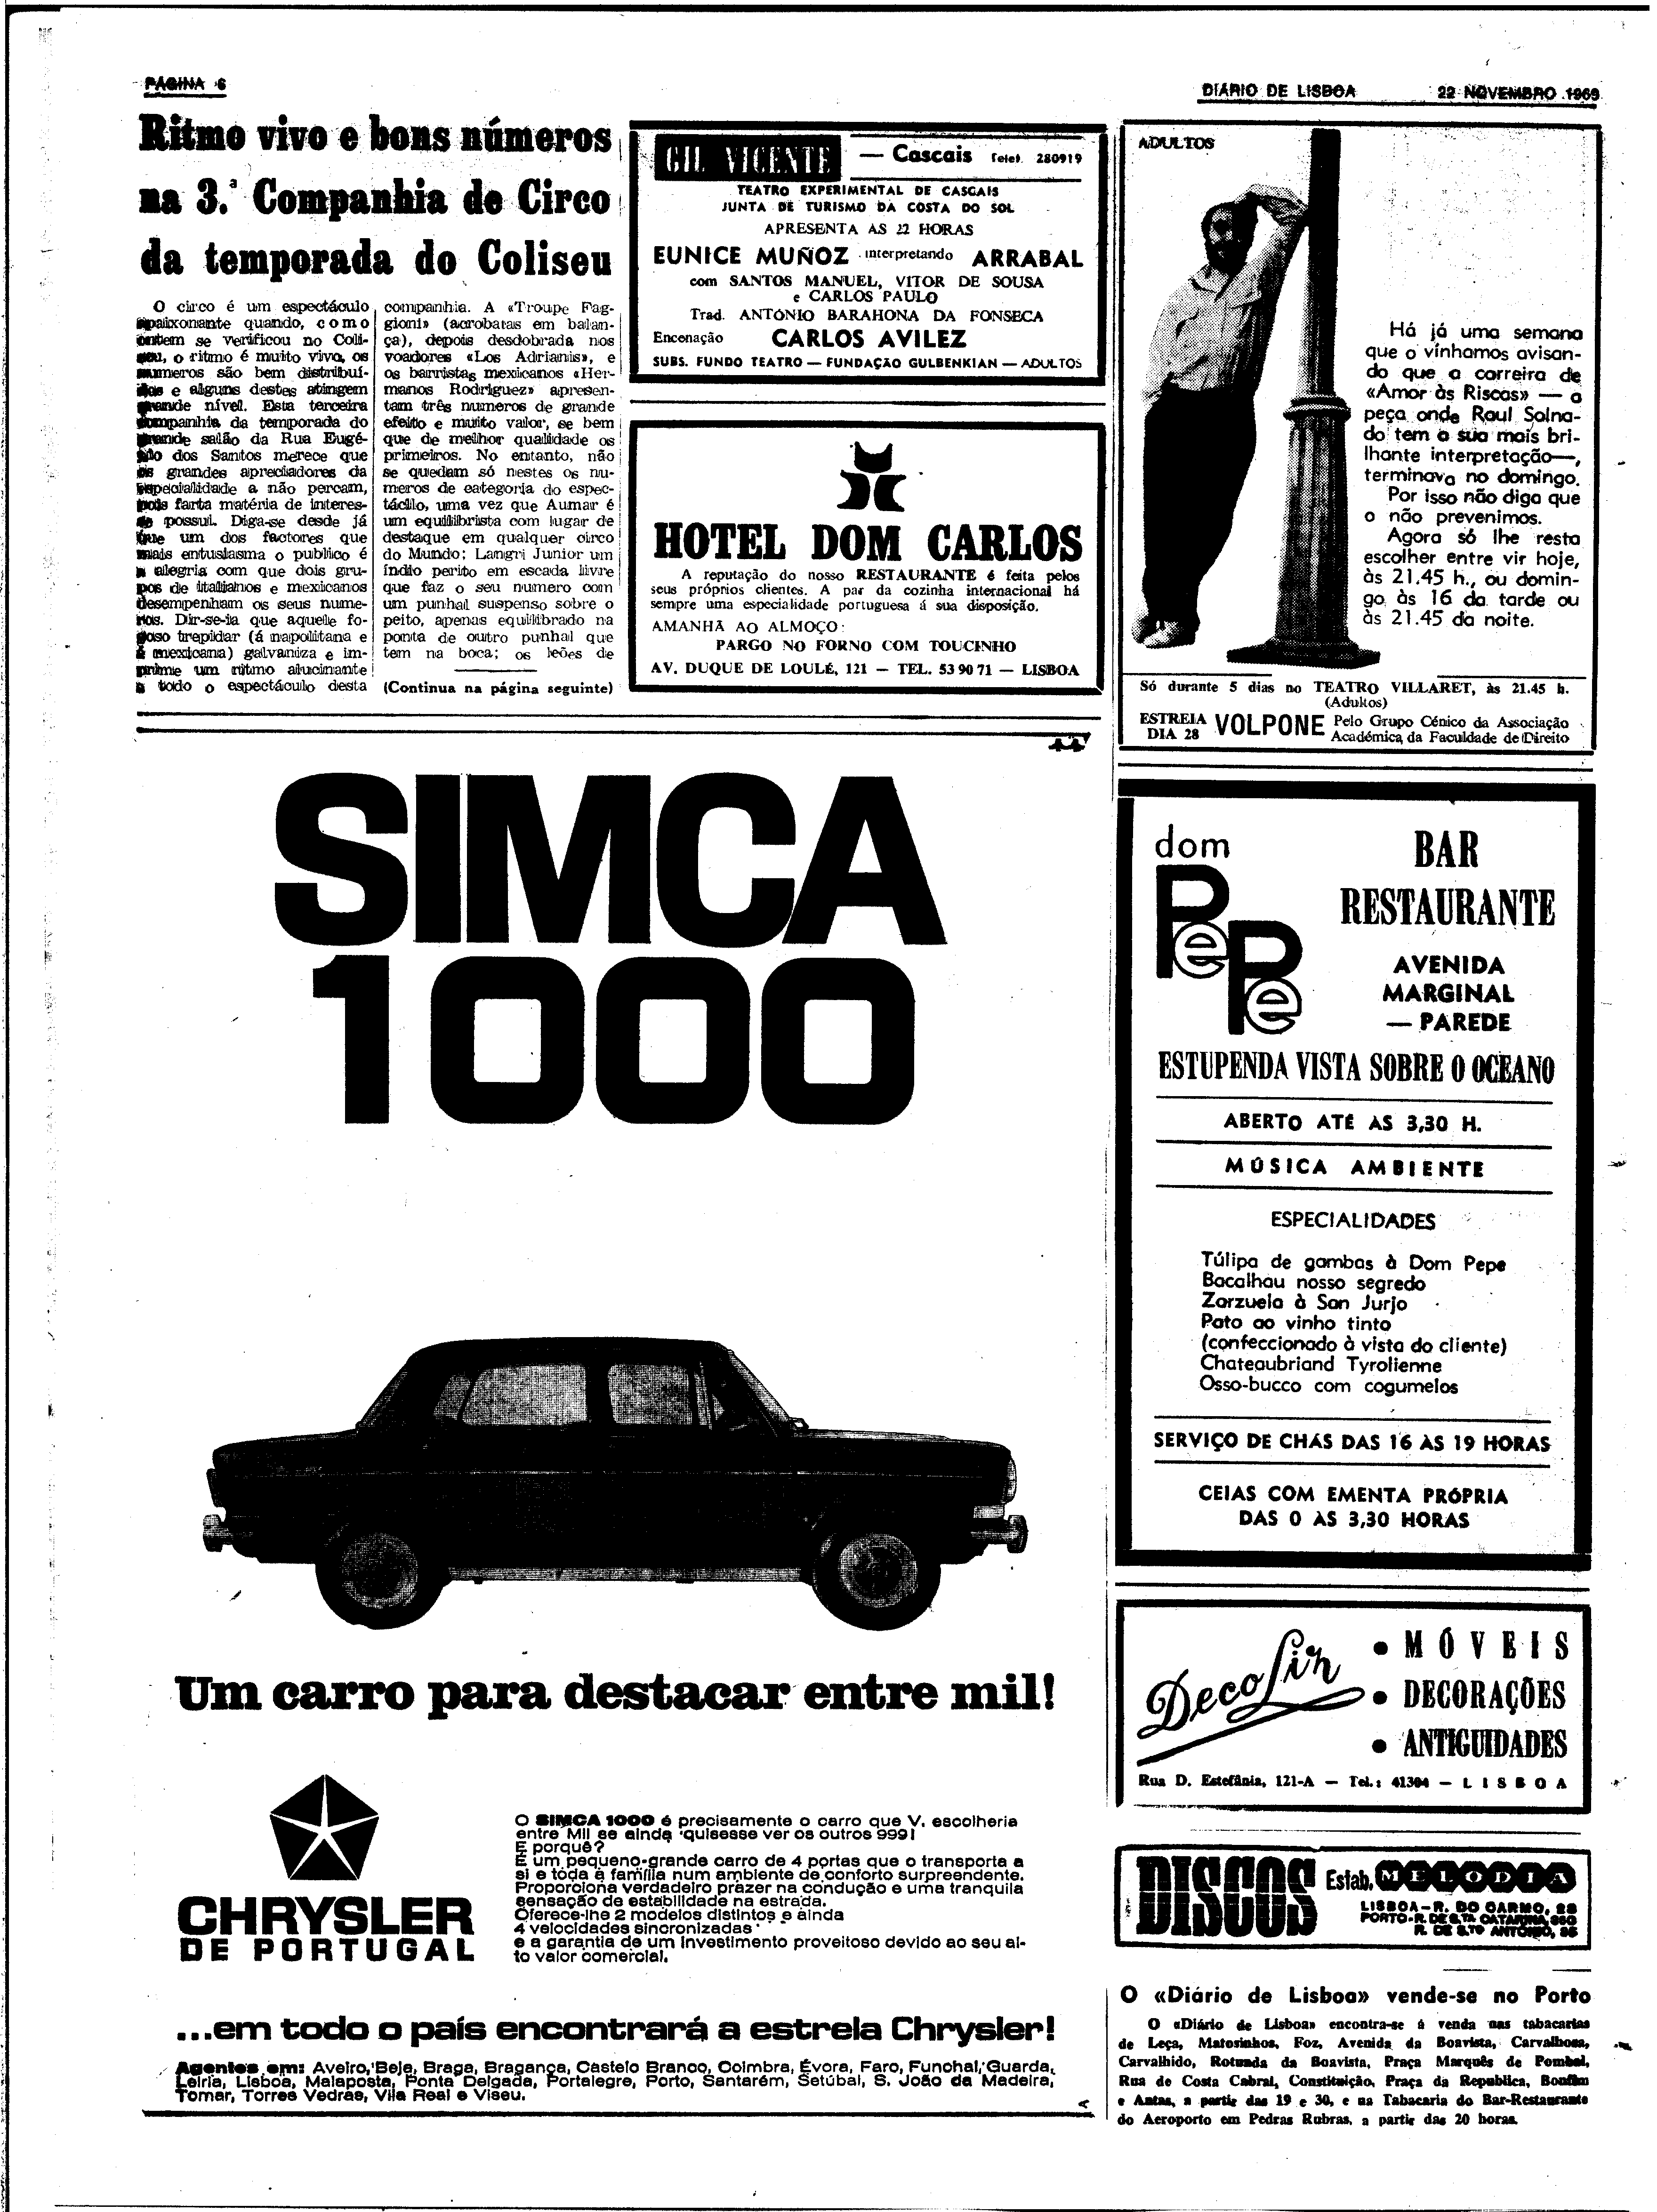 PÁGINA 6
DIÁRIO DE LISBOA
22 NOVEMBRO 1969
Ritmo vivo e bons números
na 3.ª Companhia de Circo
da temporada do Coliseu
O circo é um espectáculo
apaixonante quando, como
ontem se verificou no Coli-
seu, o ritmo é muito vivo, os
numeros são bem distribuí-
dos e alguns destes atingem
grande nível. Esta terceira
companhia da temporada do
grande salão da Rua Eugé-
nio dos Santos merece que
os grandes apreciadores da
especialidade a não percam,
pois farta matéria de interes-
se possui. Diga-se desde já
que um dos factores que
mais entusiasma o publico é
a alegria com que dois gru-
pos de italianos e mexicanos
desempenham os seus nume-
ros. Dir-se-ia que aquele fo-
goso trepidar (á napolitana e
á mexicana) galvaniza e im-
prime um ritmo alucinante
a todo o espectáculo desta
companhia. A «Troupe Fag-
gioni» (acrobatas em balan-
ça), depois desdobrada nos
voadores «Los Adrianis», e
os barristas mexicanos «Her-
manos Rodriguez» apresen-
tam três numeros de grande
efeito e muito valor, se bem
que de melhor qualidade os
primeiros. No entanto, não
se quedam só nestes os nu-
meros de categoria do espec-
táculo, uma vez que Aumar é
um equilibrista com lugar de
destaque em qualquer circo
do Mundo; Langri Junior um
índio perito em escada livre
que faz o seu numero com
um punhal suspenso sobre o
peito, apenas equilibrado na
ponta de outro punhal que
tem na boca; os leões de
(Continua na página seguinte)
GIL VICENTE — Cascais Telef. 280919
TEATRO EXPERIMENTAL DE CASCAIS
JUNTA DE TURISMO DA COSTA DO SOL
APRESENTA AS 22 HORAS
EUNICE MUÑOZ interpretando ARRABAL
com SANTOS MANUEL, VITOR DE SOUSA
e CARLOS PAULO
Trad. ANTÓNIO BARAHONA DA FONSECA
Encenação CARLOS AVILEZ
SUBS. FUNDO TEATRO — FUNDAÇÃO GULBENKIAN — ADULTOS
HOTEL DOM CARLOS
A reputação do nosso RESTAURANTE é feita pelos
seus próprios clientes. A par da cozinha internacional há
sempre uma especialidade portuguesa á sua disposição.
AMANHÃ AO ALMOÇO:
PARGO NO FORNO COM TOUCINHO
AV. DUQUE DE LOULÉ, 121 — TEL. 53 90 71 — LISBOA
ADULTOS
Há já uma semana
que o vínhamos avisan-
do que a carreira de
«Amor às Riscas» — a
peça onde Raul Solna-
do tem a sua mais bri-
lhante interpretação—,
terminava no domingo.
Por isso não diga que
o não prevenimos.
Agora só lhe resta
escolher entre vir hoje,
às 21.45 h., ou domin-
go às 16 da tarde ou
às 21.45 da noite.
Só durante 5 dias no TEATRO VILLARET, às 21.45 h.
(Adultos)
ESTREIA
DIA 28
VOLPONE
Pelo Grupo Cénico da Associação
Académica da Faculdade de Direito
SIMCA
1000
Um carro para destacar entre mil!
CHRYSLER
DE PORTUGAL
O SIMCA 1000 é precisamente o carro que V. escolheria
entre Mil se ainda quisesse ver os outros 999!
E porquê?
É um pequeno-grande carro de 4 portas que o transporta a
si e toda a família num ambiente de conforto surpreendente.
Proporciona verdadeiro prazer na condução e uma tranquila
sensação de estabilidade na estrada.
Oferece-lhe 2 modelos distintos e ainda
4 velocidades sincronizadas
e a garantia de um investimento proveitoso devido ao seu al-
to valor comercial.
...em todo o país encontrará a estrela Chrysler!
Agentes em: Aveiro, Beja, Braga, Bragança, Castelo Branco, Coimbra, Évora, Faro, Funchal, Guarda,
Leiria, Lisboa, Malaposta, Ponta Delgada, Portalegre, Porto, Santarém, Setúbal, S. João da Madeira,
Tomar, Torres Vedras, Vila Real e Viseu.
dom
PePe
BAR
RESTAURANTE
AVENIDA
MARGINAL
— PAREDE
ESTUPENDA VISTA SOBRE O OCEANO
ABERTO ATÉ AS 3,30 H.
MÚSICA AMBIENTE
ESPECIALIDADES
Túlipa de gambas à Dom Pepe
Bacalhau nosso segredo
Zarzuela à San Jurjo
Pato ao vinho tinto
(confeccionado à vista do cliente)
Chateaubriand Tyrolienne
Osso-bucco com cogumelos
SERVIÇO DE CHÁS DAS 16 ÀS 19 HORAS
CEIAS COM EMENTA PRÓPRIA
DAS 0 ÀS 3,30 HORAS
Decolir
• MÓVEIS
• DECORAÇÕES
• ANTIGUIDADES
Rua D. Estefânia, 121-A — Tel.: 41304 — LISBOA
DISCOS Estab. MELODIA
LISBOA-R. DO CARMO, 28
PORTO-R. DE S.TA CATARINA,
R. DE S.TO ANTÓNIO,
O «Diário de Lisboa» vende-se no Porto
O «Diário de Lisboa» encontra-se á venda nas tabacarias
de Leça, Matosinhos, Foz, Avenida da Boavista, Carvalhosa,
Carvalhido, Rotunda da Boavista, Praça Marquês de Pombal,
Rua de Costa Cabral, Constituição, Praça da Republica, Bonfim
e Antas, a partir das 19 e 30, e na Tabacaria do Bar-Restaurante
do Aeroporto em Pedras Rubras, a partir das 20 horas.